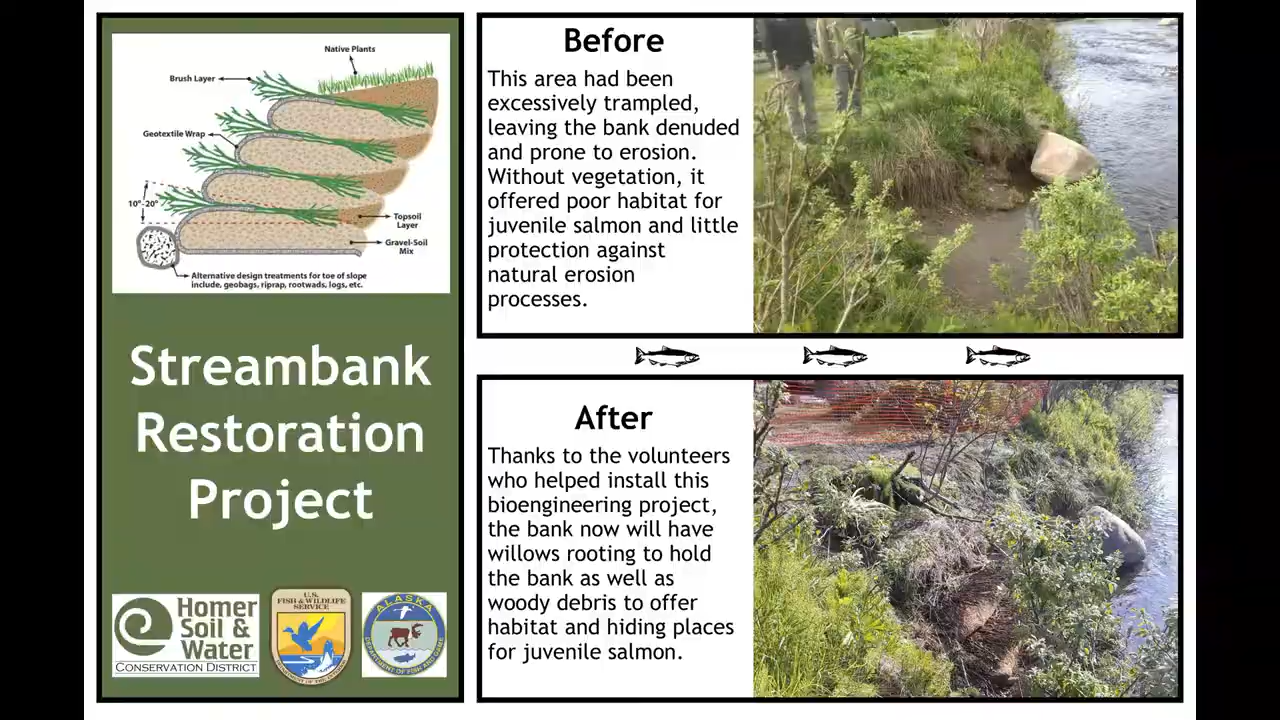 Native Plants
Brush Layer
Geotextile Wrap
10°-20°
Topsoil
Layer
Gravel-Soil
Mix
Alternative design treatments for toe of slope
include, geobags, riprap, rootwads, logs, etc.
Streambank
Restoration
Project
Homer
Soil &
Water
CONSERVATION DISTRICT
U.S.
FISH & WILDLIFE
SERVICE
ALASKA
DEPARTMENT OF FISH AND GAME
Before
This area had been
excessively trampled,
leaving the bank denuded
and prone to erosion.
Without vegetation, it
offered poor habitat for
juvenile salmon and little
protection against
natural erosion
processes.
After
Thanks to the volunteers
who helped install this
bioengineering project,
the bank now will have
willows rooting to hold
the bank as well as
woody debris to offer
habitat and hiding places
for juvenile salmon.